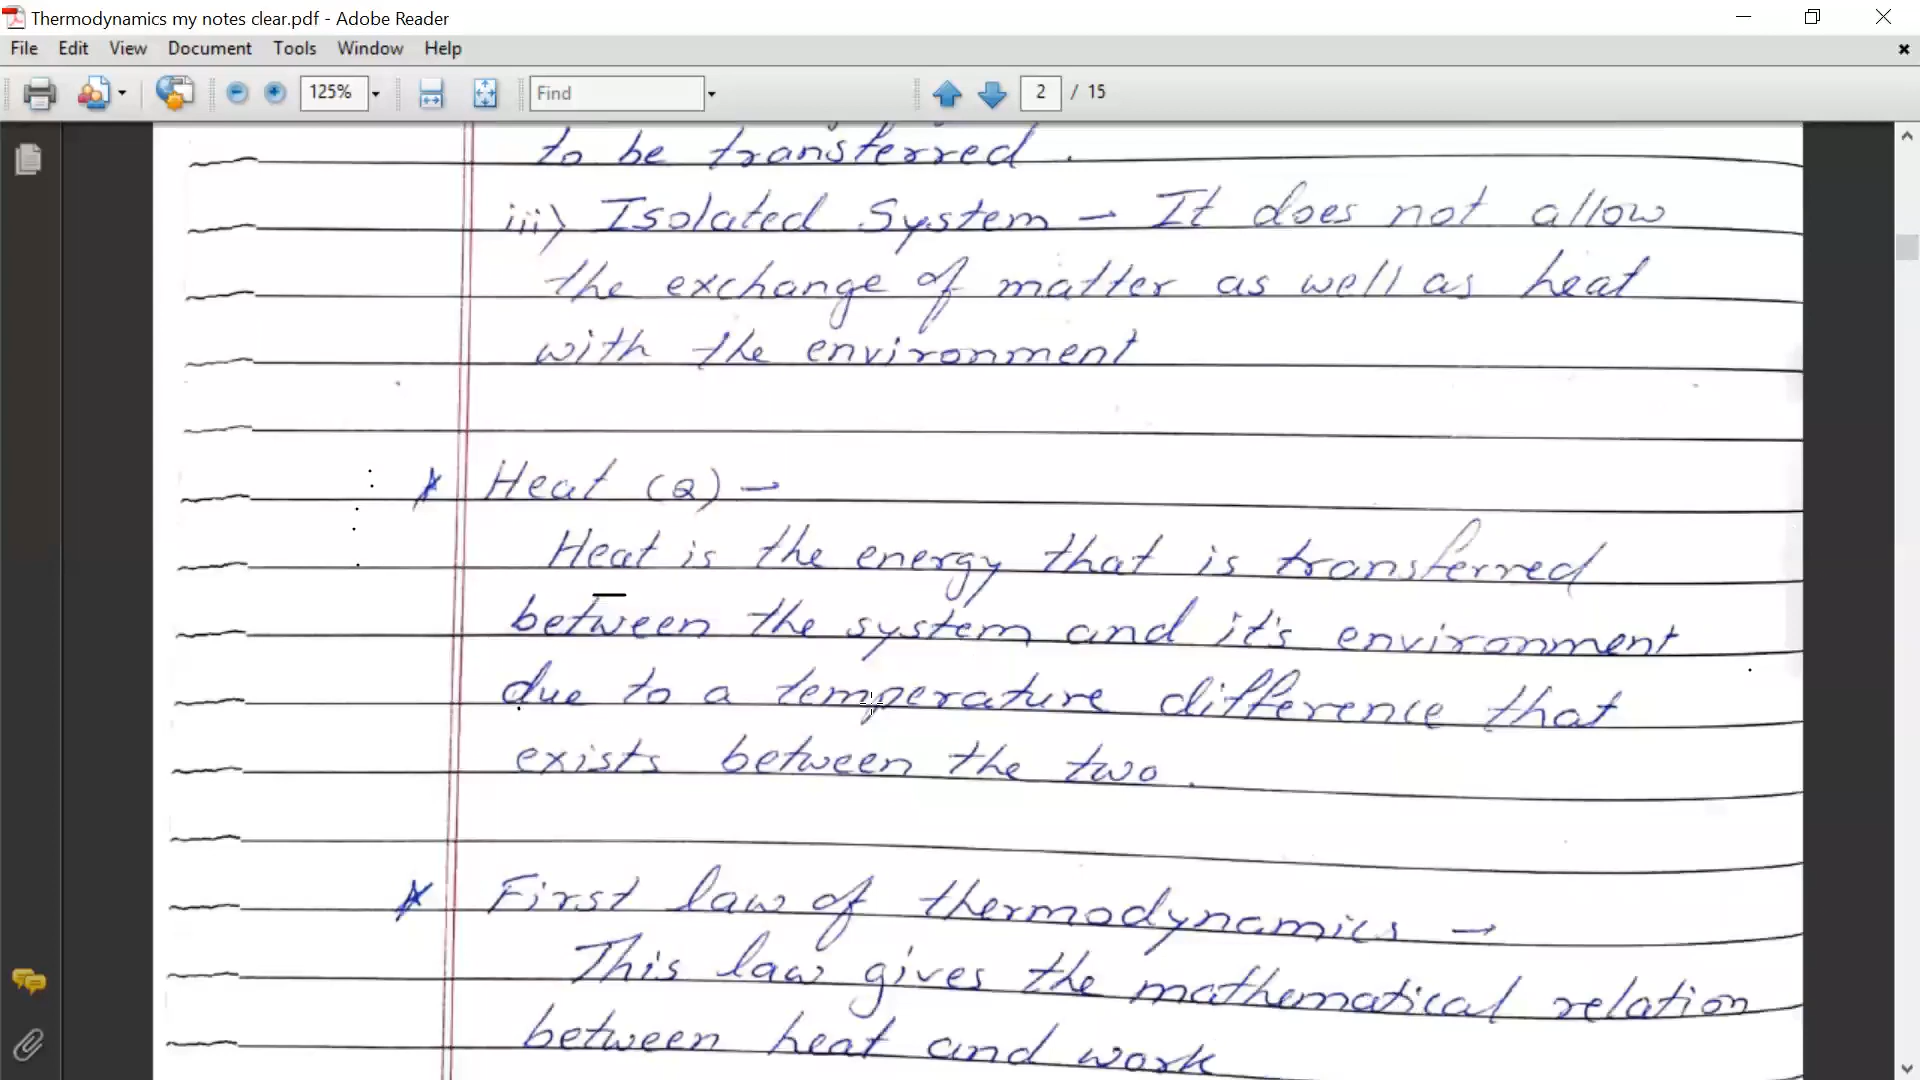 Thermodynamics my notes clear.pdf - Adobe Reader
File Edit View Document Tools Window Help
125% Find 2 / 15
to be transferred.
iii) Isolated System - It does not allow
the exchange of matter as well as heat
with the environment
* Heat (Q) -
Heat is the energy that is transferred
between the system and it's environment
due to a temperature difference that
exists between the two.
* First law of thermodynamics -
This law gives the mathematical relation
between heat and work